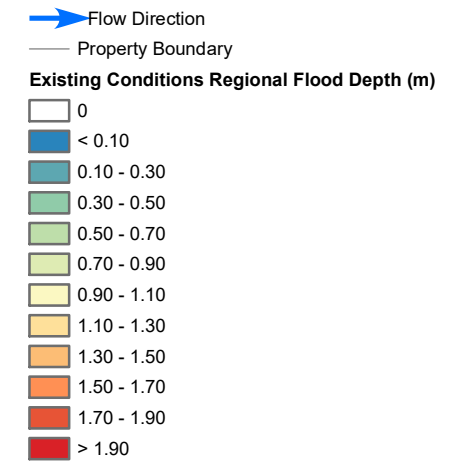 Flow Direction
Property Boundary
Existing Conditions Regional Flood Depth (m)
0
< 0.10
0.10 - 0.30
0.30 - 0.50
0.50 - 0.70
0.70 - 0.90
0.90 - 1.10
1.10 - 1.30
1.30 - 1.50
1.50 - 1.70
1.70 - 1.90
> 1.90